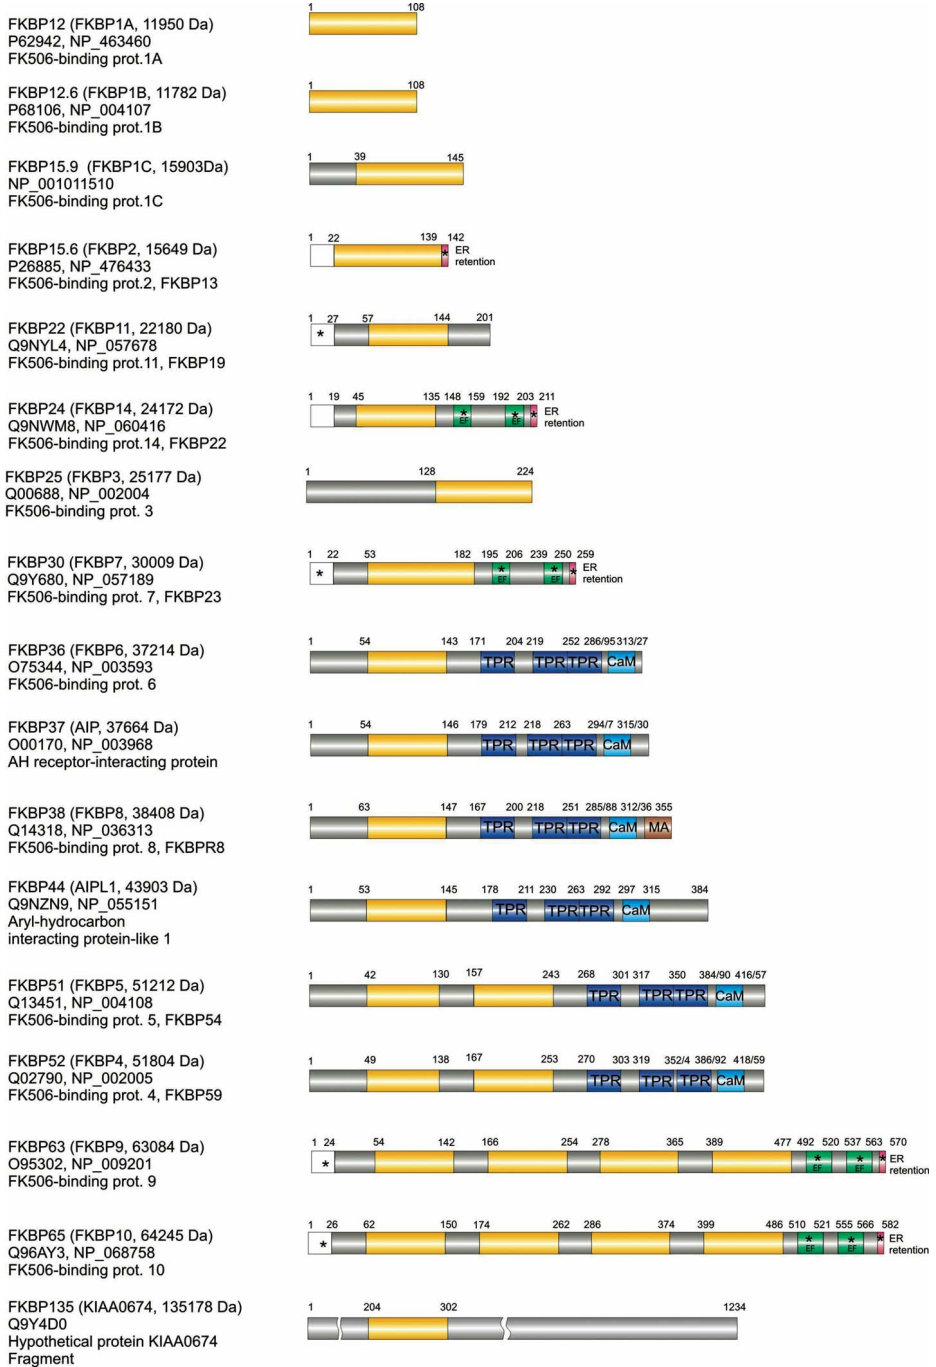 FKBP12 (FKBP1A, 11950 Da)
P62942, NP_463460
FK506-binding prot.1A
1 108
FKBP12.6 (FKBP1B, 11782 Da)
P68106, NP_004107
FK506-binding prot.1B
1 108
FKBP15.9 (FKBP1C, 15903Da)
NP_001011510
FK506-binding prot.1C
1 39 145
FKBP15.6 (FKBP2, 15649 Da)
P26885, NP_476433
FK506-binding prot.2, FKBP13
1 22 139 142
* ER
retention
FKBP22 (FKBP11, 22180 Da)
Q9NYL4, NP_057678
FK506-binding prot.11, FKBP19
1 27 57 144 201
*
FKBP24 (FKBP14, 24172 Da)
Q9NWM8, NP_060416
FK506-binding prot.14, FKBP22
1 19 45 135 148 159 192 203 211
* * * ER
EF EF retention
FKBP25 (FKBP3, 25177 Da)
Q00688, NP_002004
FK506-binding prot. 3
1 128 224
FKBP30 (FKBP7, 30009 Da)
Q9Y680, NP_057189
FK506-binding prot. 7, FKBP23
1 22 53 182 195 206 239 250 259
* * * * ER
EF EF retention
FKBP36 (FKBP6, 37214 Da)
O75344, NP_003593
FK506-binding prot. 6
1 54 143 171 204 219 252 286/95 313/27
TPR TPR TPR CaM
FKBP37 (AIP, 37664 Da)
O00170, NP_003968
AH receptor-interacting protein
1 54 146 179 212 218 263 294/7 315/30
TPR TPR TPR CaM
FKBP38 (FKBP8, 38408 Da)
Q14318, NP_036313
FK506-binding prot. 8, FKBPR8
1 63 147 167 200 218 251 285/88 312/36 355
TPR TPR TPR CaM MA
FKBP44 (AIPL1, 43903 Da)
Q9NZN9, NP_055151
Aryl-hydrocarbon
interacting protein-like 1
1 53 145 178 211 230 263 292 297 315 384
TPR TPR TPR CaM
FKBP51 (FKBP5, 51212 Da)
Q13451, NP_004108
FK506-binding prot. 5, FKBP54
1 42 130 157 243 268 301 317 350 384/90 416/57
TPR TPR TPR CaM
FKBP52 (FKBP4, 51804 Da)
Q02790, NP_002005
FK506-binding prot. 4, FKBP59
1 49 138 167 253 270 303 319 352/4 386/92 418/59
TPR TPR TPR CaM
FKBP63 (FKBP9, 63084 Da)
O95302, NP_009201
FK506-binding prot. 9
1 24 54 142 166 254 278 365 389 477 492 520 537 563 570
* * * * ER
EF EF retention
FKBP65 (FKBP10, 64245 Da)
Q96AY3, NP_068758
FK506-binding prot. 10
1 26 62 150 174 262 286 374 399 486 510 521 555 566 582
* * * * ER
EF EF retention
FKBP135 (KIAA0674, 135178 Da)
Q9Y4D0
Hypothetical protein KIAA0674
Fragment
1 204 302 1234